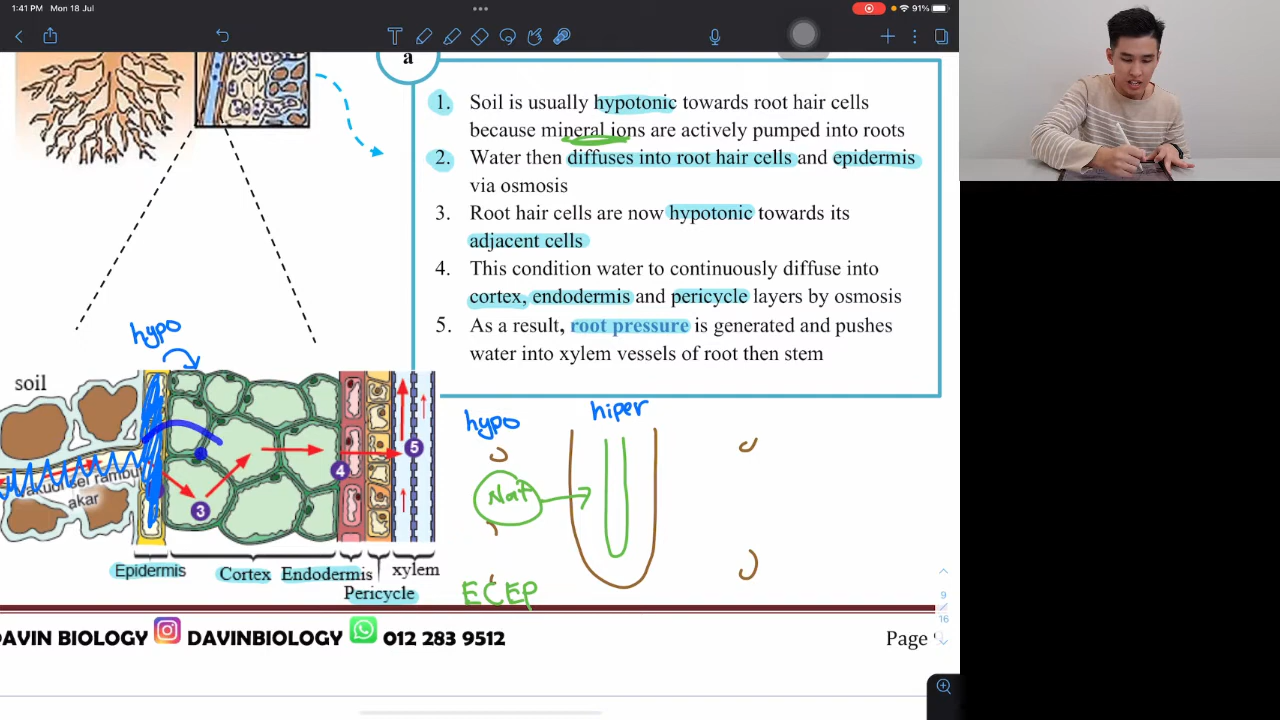 1:41 PM Mon 18 Jul
91%
a
1. Soil is usually hypotonic towards root hair cells
because mineral ions are actively pumped into roots
2. Water then diffuses into root hair cells and epidermis
via osmosis
3. Root hair cells are now hypotonic towards its
adjacent cells
4. This condition water to continuously diffuse into
cortex, endodermis and pericycle layers by osmosis
5. As a result, root pressure is generated and pushes
water into xylem vessels of root then stem
hypo
soil
hypo
hiper
5
4
Na+
akuol sel rambut
akar
3
Epidermis
Cortex
Endodermis
xylem
Pericycle
ECEP
9
16
DAVIN BIOLOGY DAVINBIOLOGY 012 283 9512
Page